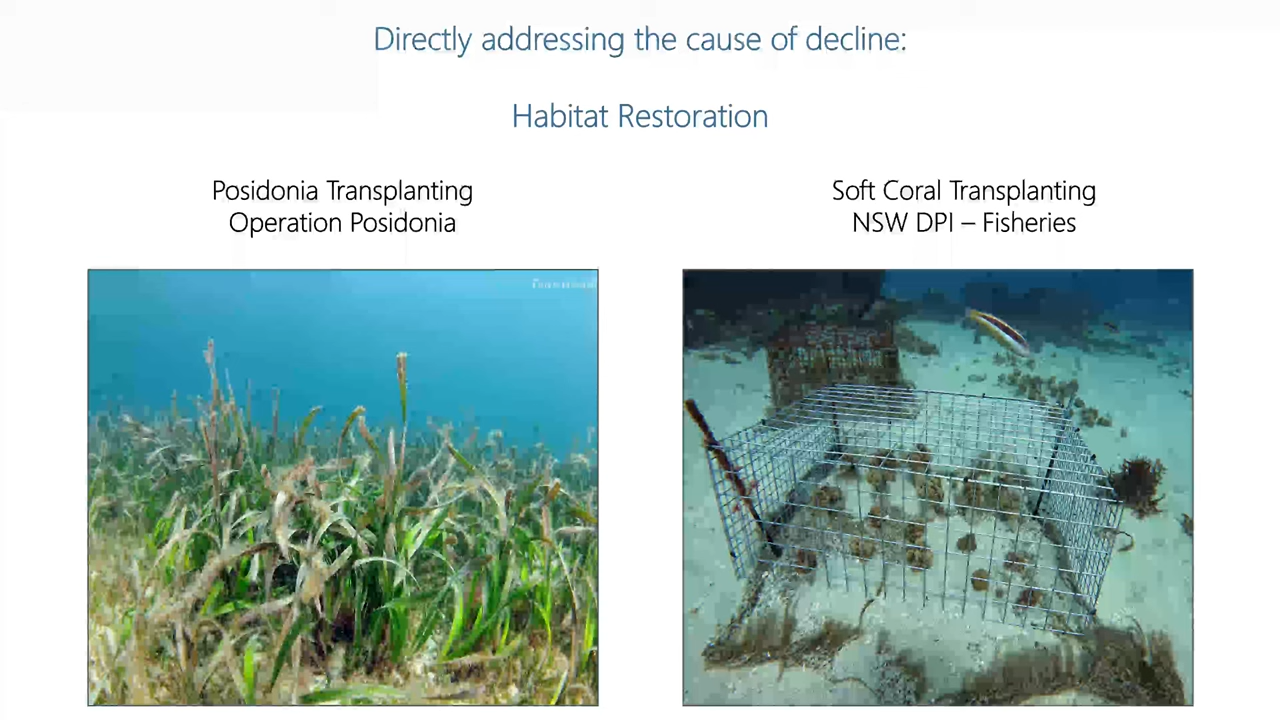 Directly addressing the cause of decline:
Habitat Restoration
Posidonia Transplanting
Operation Posidonia
Soft Coral Transplanting
NSW DPI – Fisheries